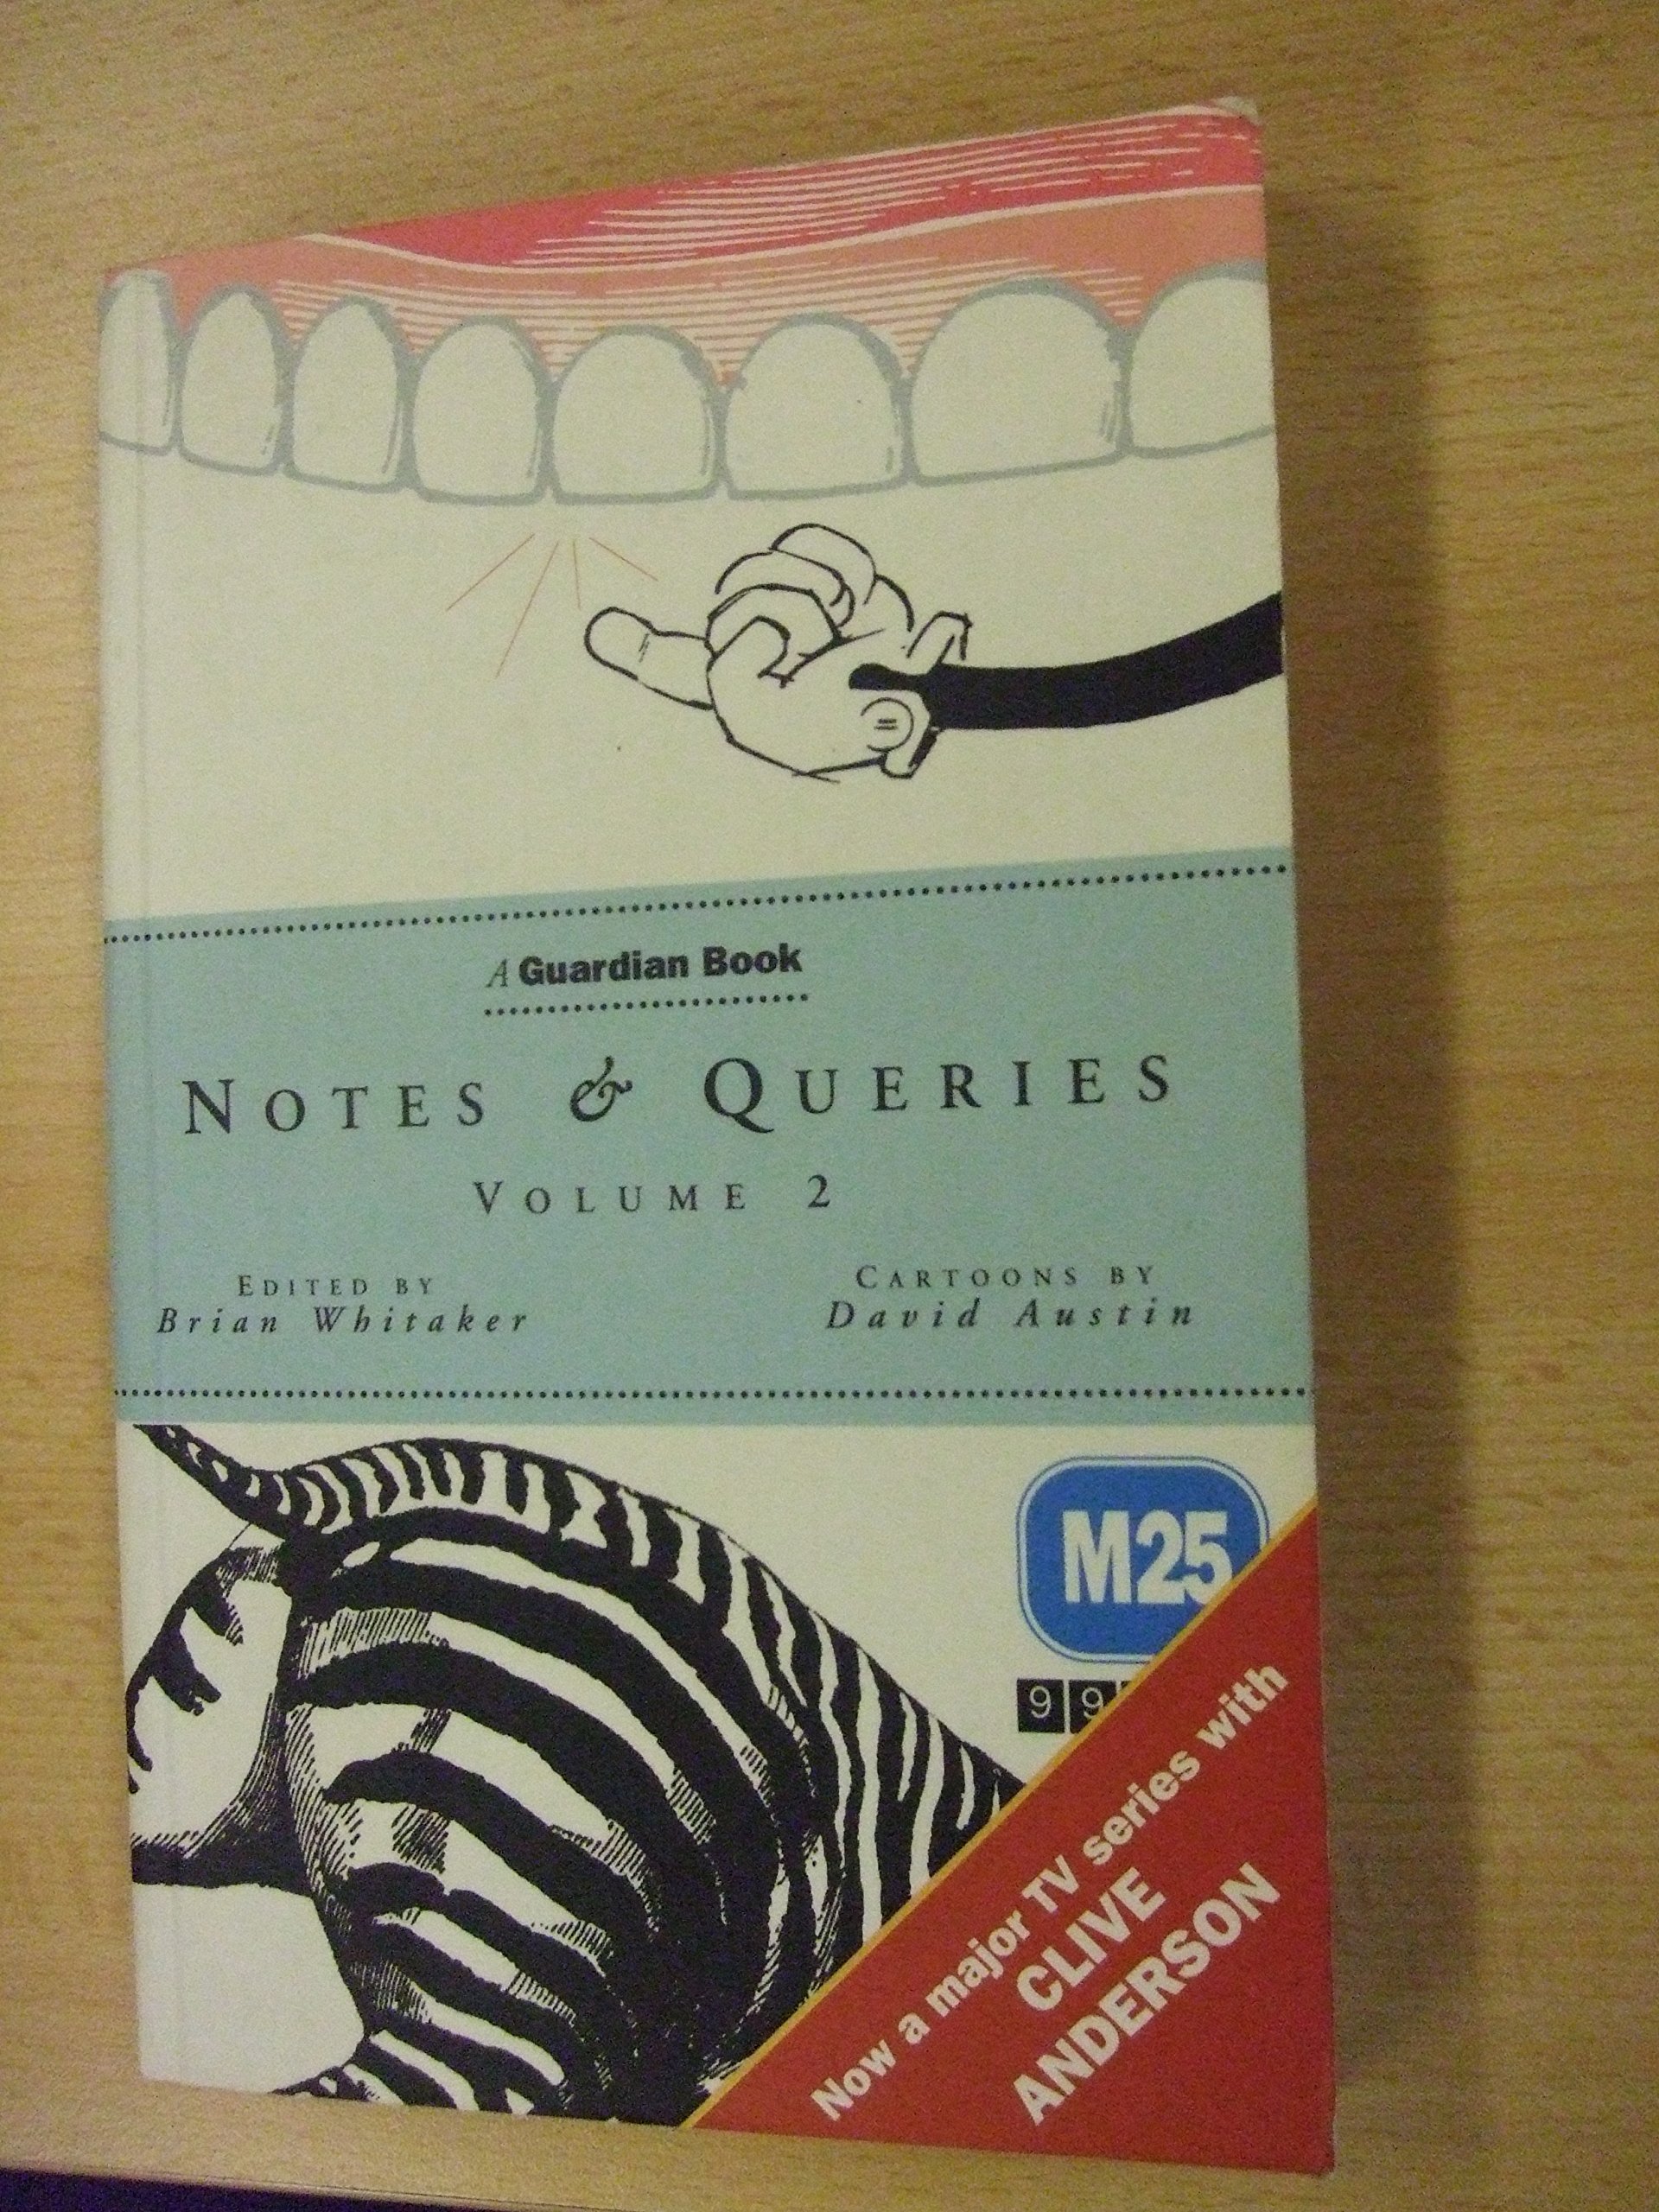 A Guardian Book
NOTES & QUERIES
VOLUME 2
EDITED BY
Brian Whitaker
CARTOONS BY
David Austin
M25
99
Now a major TV series with
CLIVE
ANDERSON